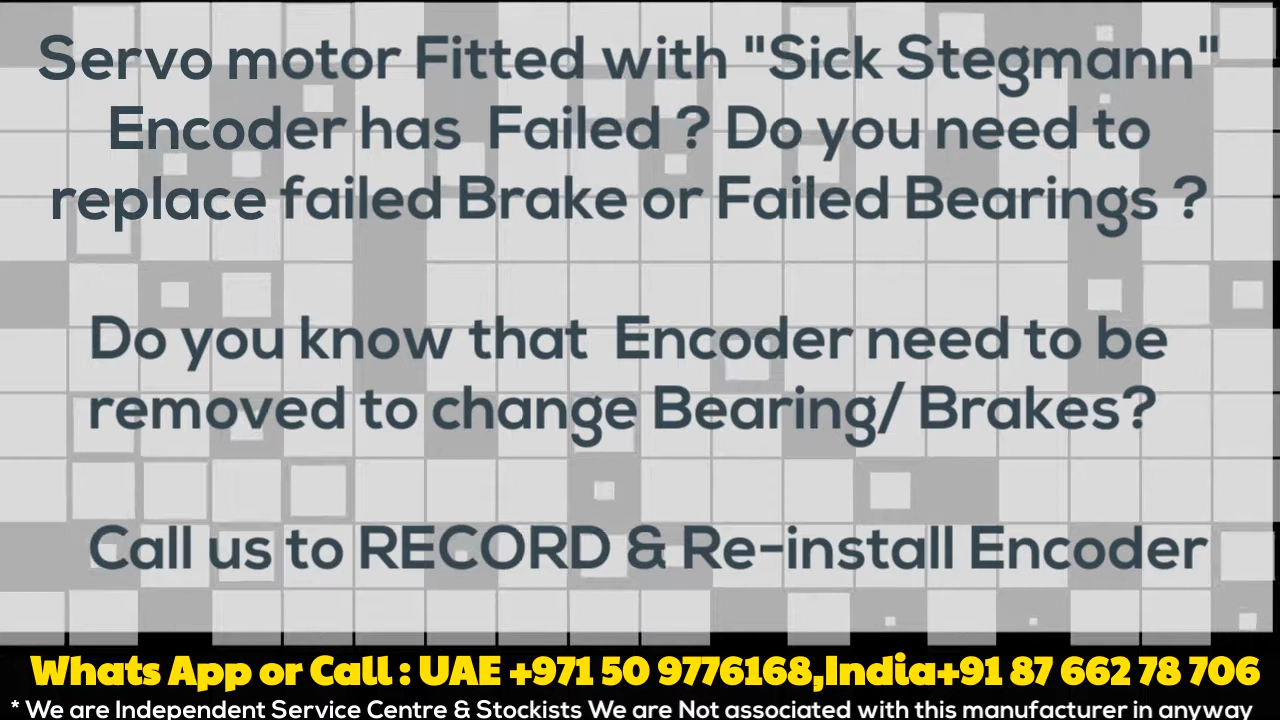 Servo motor Fitted with "Sick Stegmann"
Encoder has Failed ? Do you need to
replace failed Brake or Failed Bearings ?
Do you know that Encoder need to be
removed to change Bearing/ Brakes?
Call us to RECORD & Re-install Encoder
Whats App or Call : UAE +971 50 9776168,India+91 87 662 78 706
* We are Independent Service Centre & Stockists We are Not associated with this manufacturer in anyway